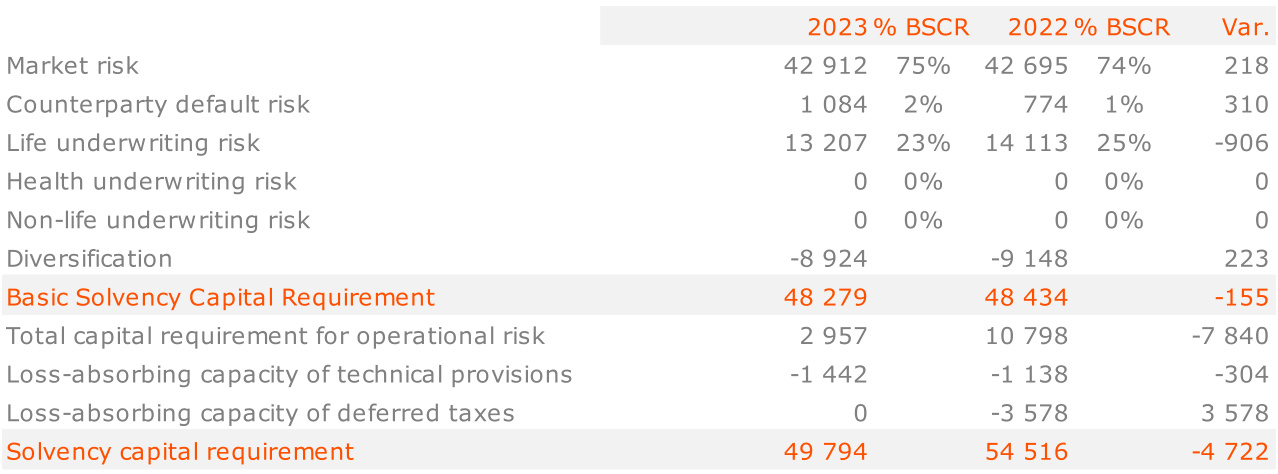 2023 % BSCR 2022 % BSCR Var.
Market risk 42 912 75% 42 695 74% 218
Counterparty default risk 1 084 2% 774 1% 310
Life underwriting risk 13 207 23% 14 113 25% -906
Health underwriting risk 0 0% 0 0% 0
Non-life underwriting risk 0 0% 0 0% 0
Diversification -8 924 -9 148 223
Basic Solvency Capital Requirement 48 279 48 434 -155
Total capital requirement for operational risk 2 957 10 798 -7 840
Loss-absorbing capacity of technical provisions -1 442 -1 138 -304
Loss-absorbing capacity of deferred taxes 0 -3 578 3 578
Solvency capital requirement 49 794 54 516 -4 722